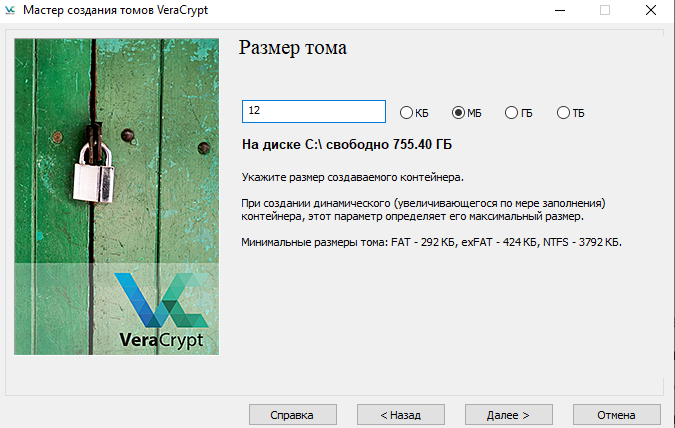 Мастер создания томов VeraCrypt
Размер тома
12
КБ
МБ
ГБ
ТБ
На диске C:\ свободно 755.40 ГБ
Укажите размер создаваемого контейнера.
При создании динамического (увеличивающегося по мере заполнения)
контейнера, этот параметр определяет его максимальный размер.
Минимальные размеры тома: FAT - 292 КБ, exFAT - 424 КБ, NTFS - 3792 КБ.
VeraCrypt
Справка
< Назад
Далее >
Отмена